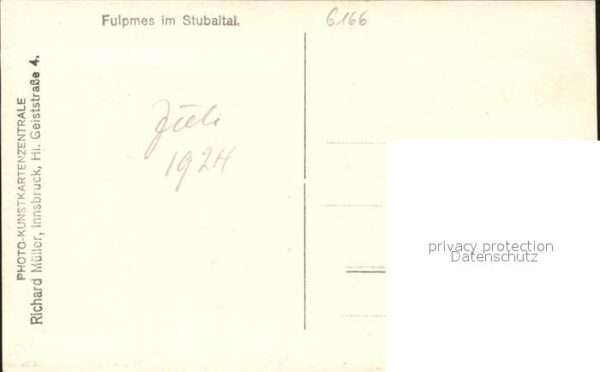 Fulpmes im Stubaital.
6166
PHOTO-KUNSTKARTENZENTRALE
Richard Müller, Innsbruck, Hl. Geiststraße 4.
Juli
1924
privacy protection
Datenschutz